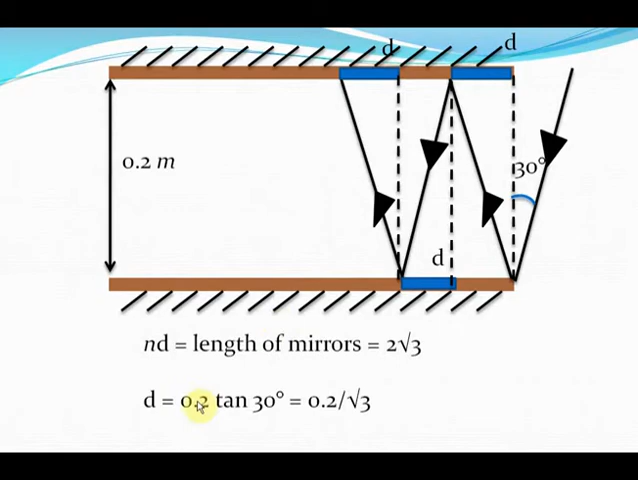 d
d
0.2 m
30°
d
nd = length of mirrors = 2√3
d = 0.2 tan 30° = 0.2/√3